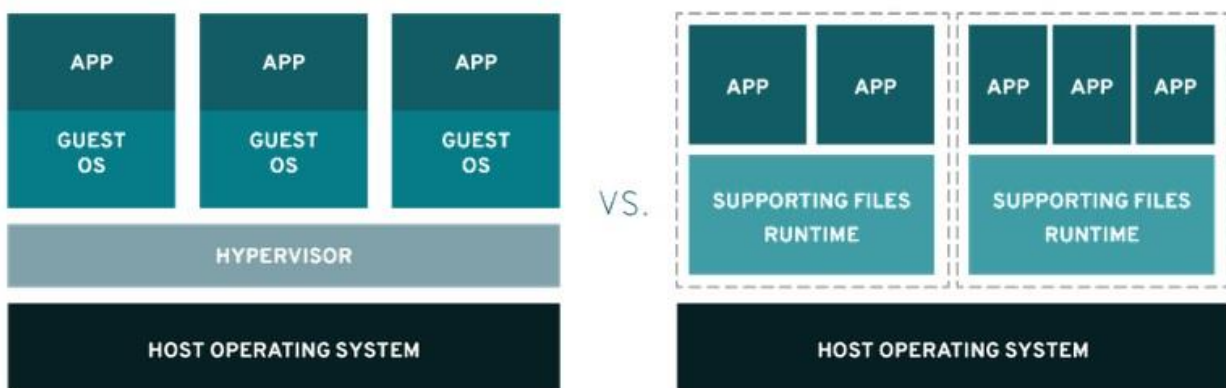 APP
GUEST
OS
APP
GUEST
OS
APP
GUEST
OS
HYPERVISOR
HOST OPERATING SYSTEM
VS.
APP
APP
SUPPORTING FILES
RUNTIME
APP
APP
APP
SUPPORTING FILES
RUNTIME
HOST OPERATING SYSTEM